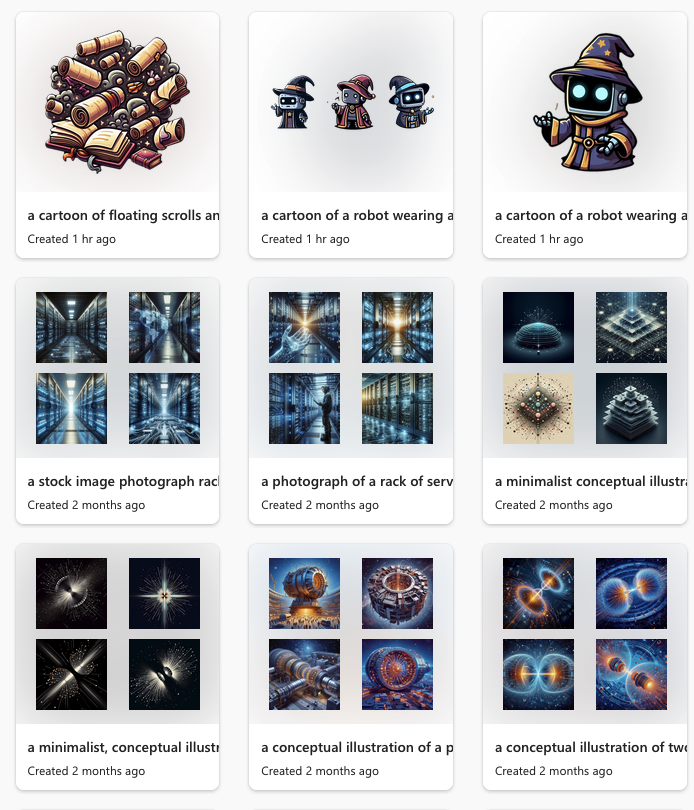 a cartoon of floating scrolls an
Created 1 hr ago
a cartoon of a robot wearing a
Created 1 hr ago
a cartoon of a robot wearing a
Created 1 hr ago
a stock image photograph rac
Created 2 months ago
a photograph of a rack of serv
Created 2 months ago
a minimalist conceptual illustra
Created 2 months ago
a minimalist, conceptual illustr
Created 2 months ago
a conceptual illustration of a p
Created 2 months ago
a conceptual illustration of two
Created 2 months ago